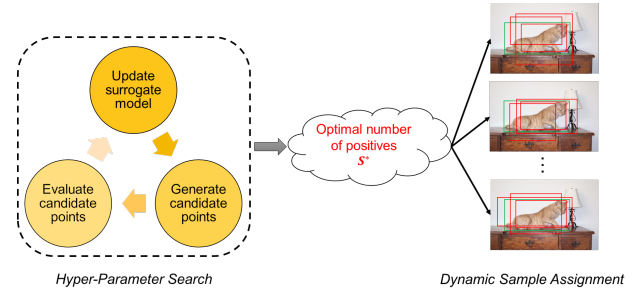 Update
surrogate
model
Evaluate
candidate
points
Generate
candidate
points
Optimal number
of positives
S*
⋮
Hyper-Parameter Search
Dynamic Sample Assignment